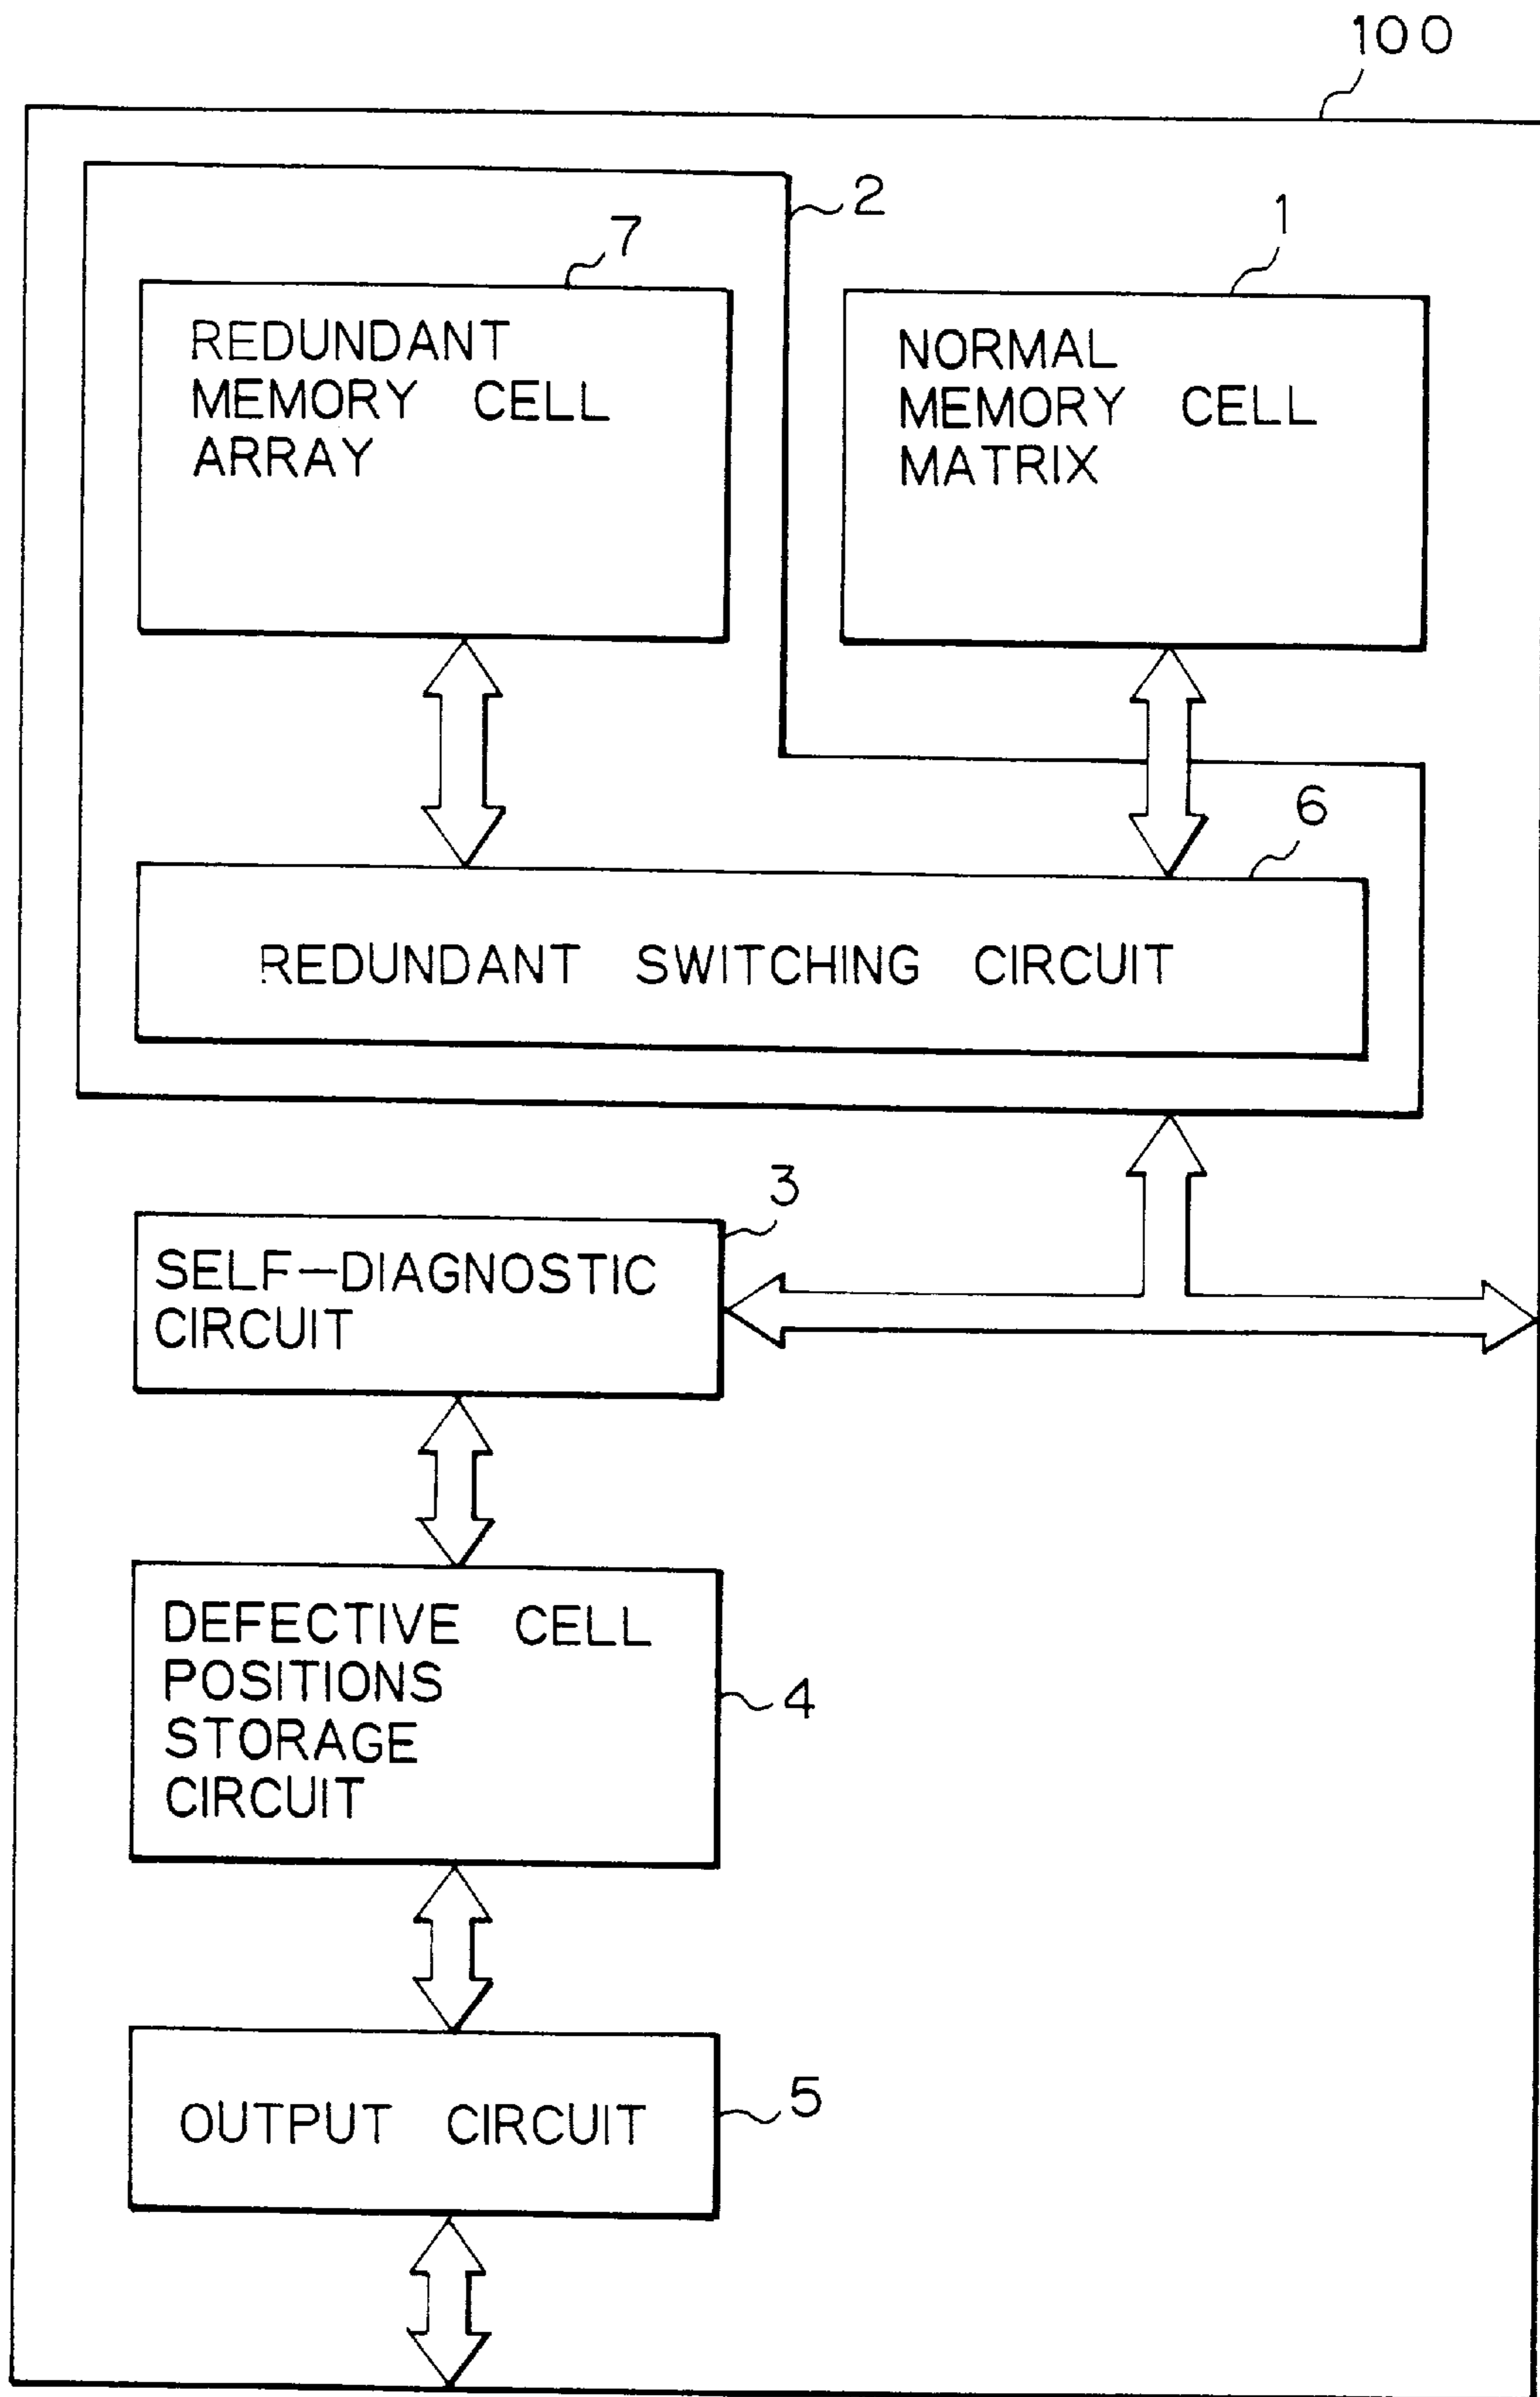 100
2
7
1
REDUNDANT
MEMORY CELL
ARRAY
NORMAL
MEMORY CELL
MATRIX
6
REDUNDANT SWITCHING CIRCUIT
3
SELF-DIAGNOSTIC
CIRCUIT
DEFECTIVE CELL
POSITIONS
STORAGE
CIRCUIT
4
OUTPUT CIRCUIT
5